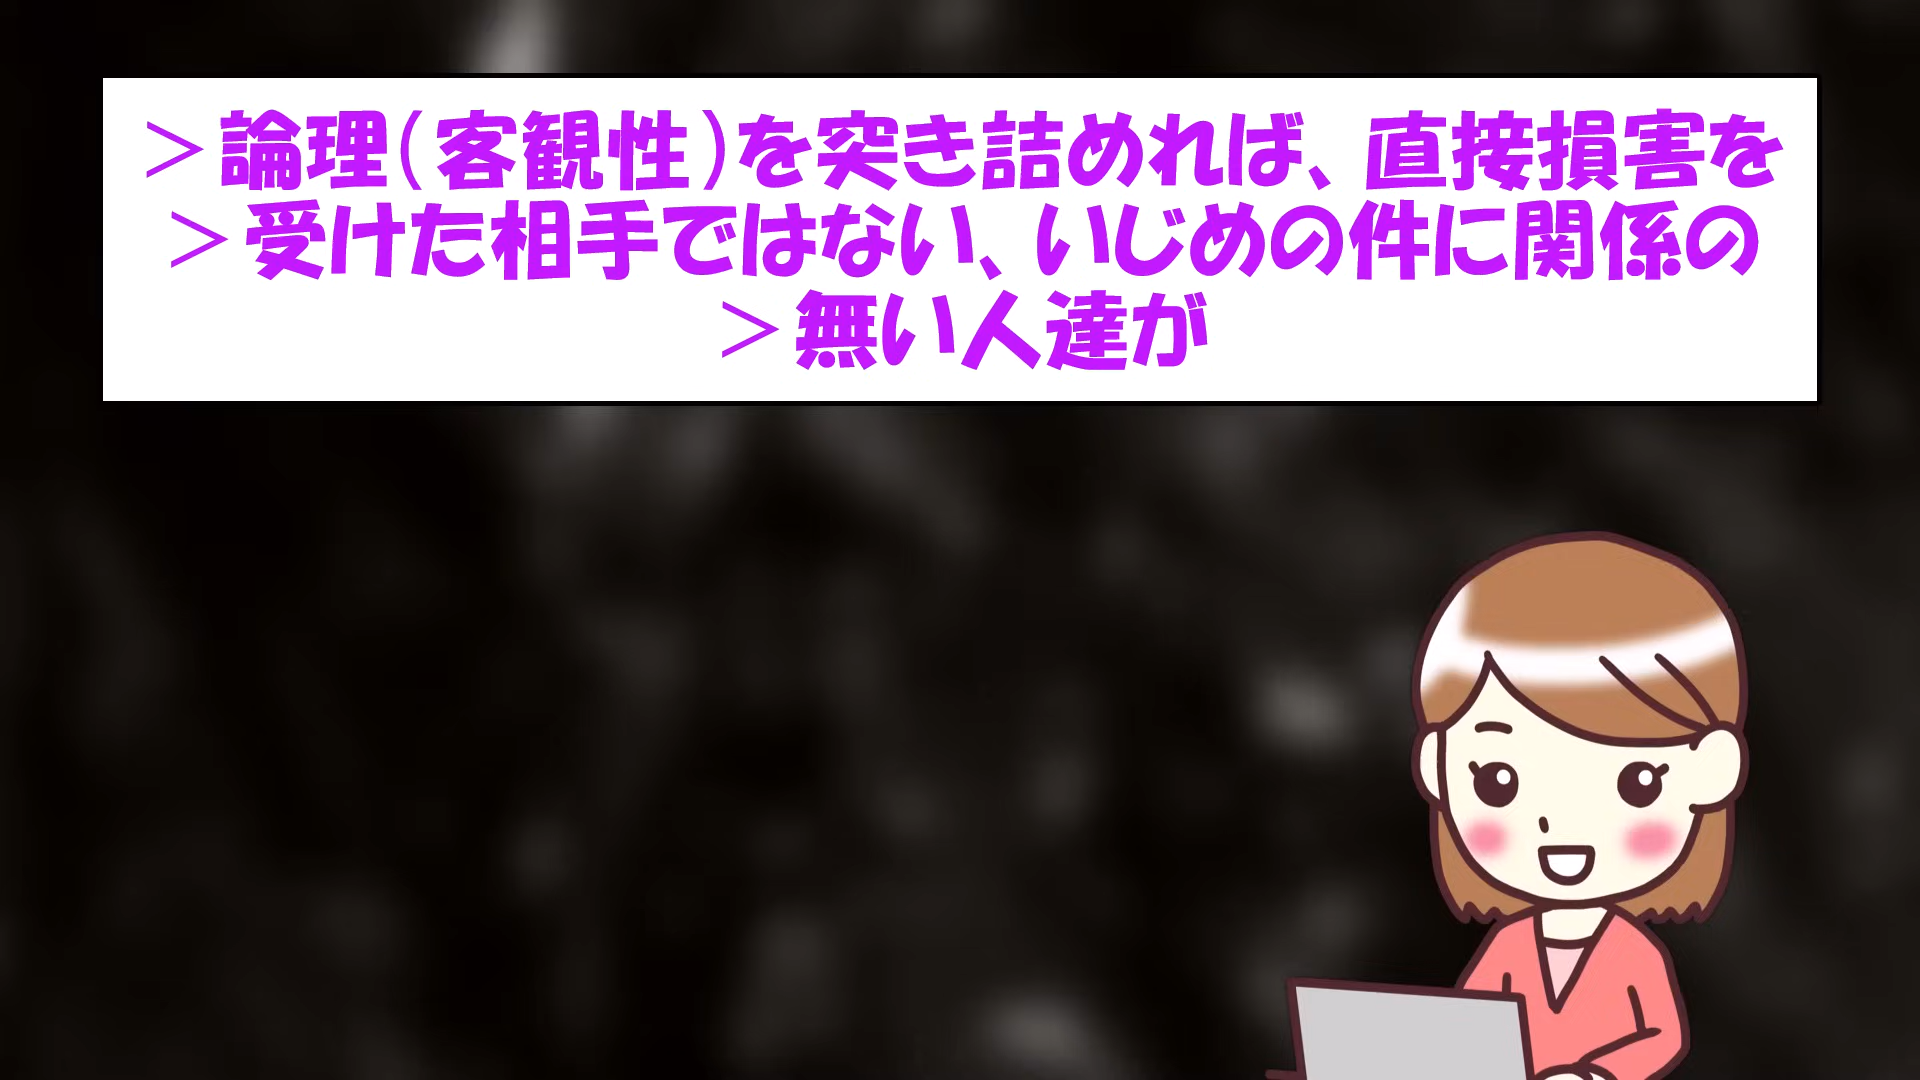 ＞論理（客観性）を突き詰めれば、直接損害を
＞受けた相手ではない、いじめの件に関係の
＞無い人達が